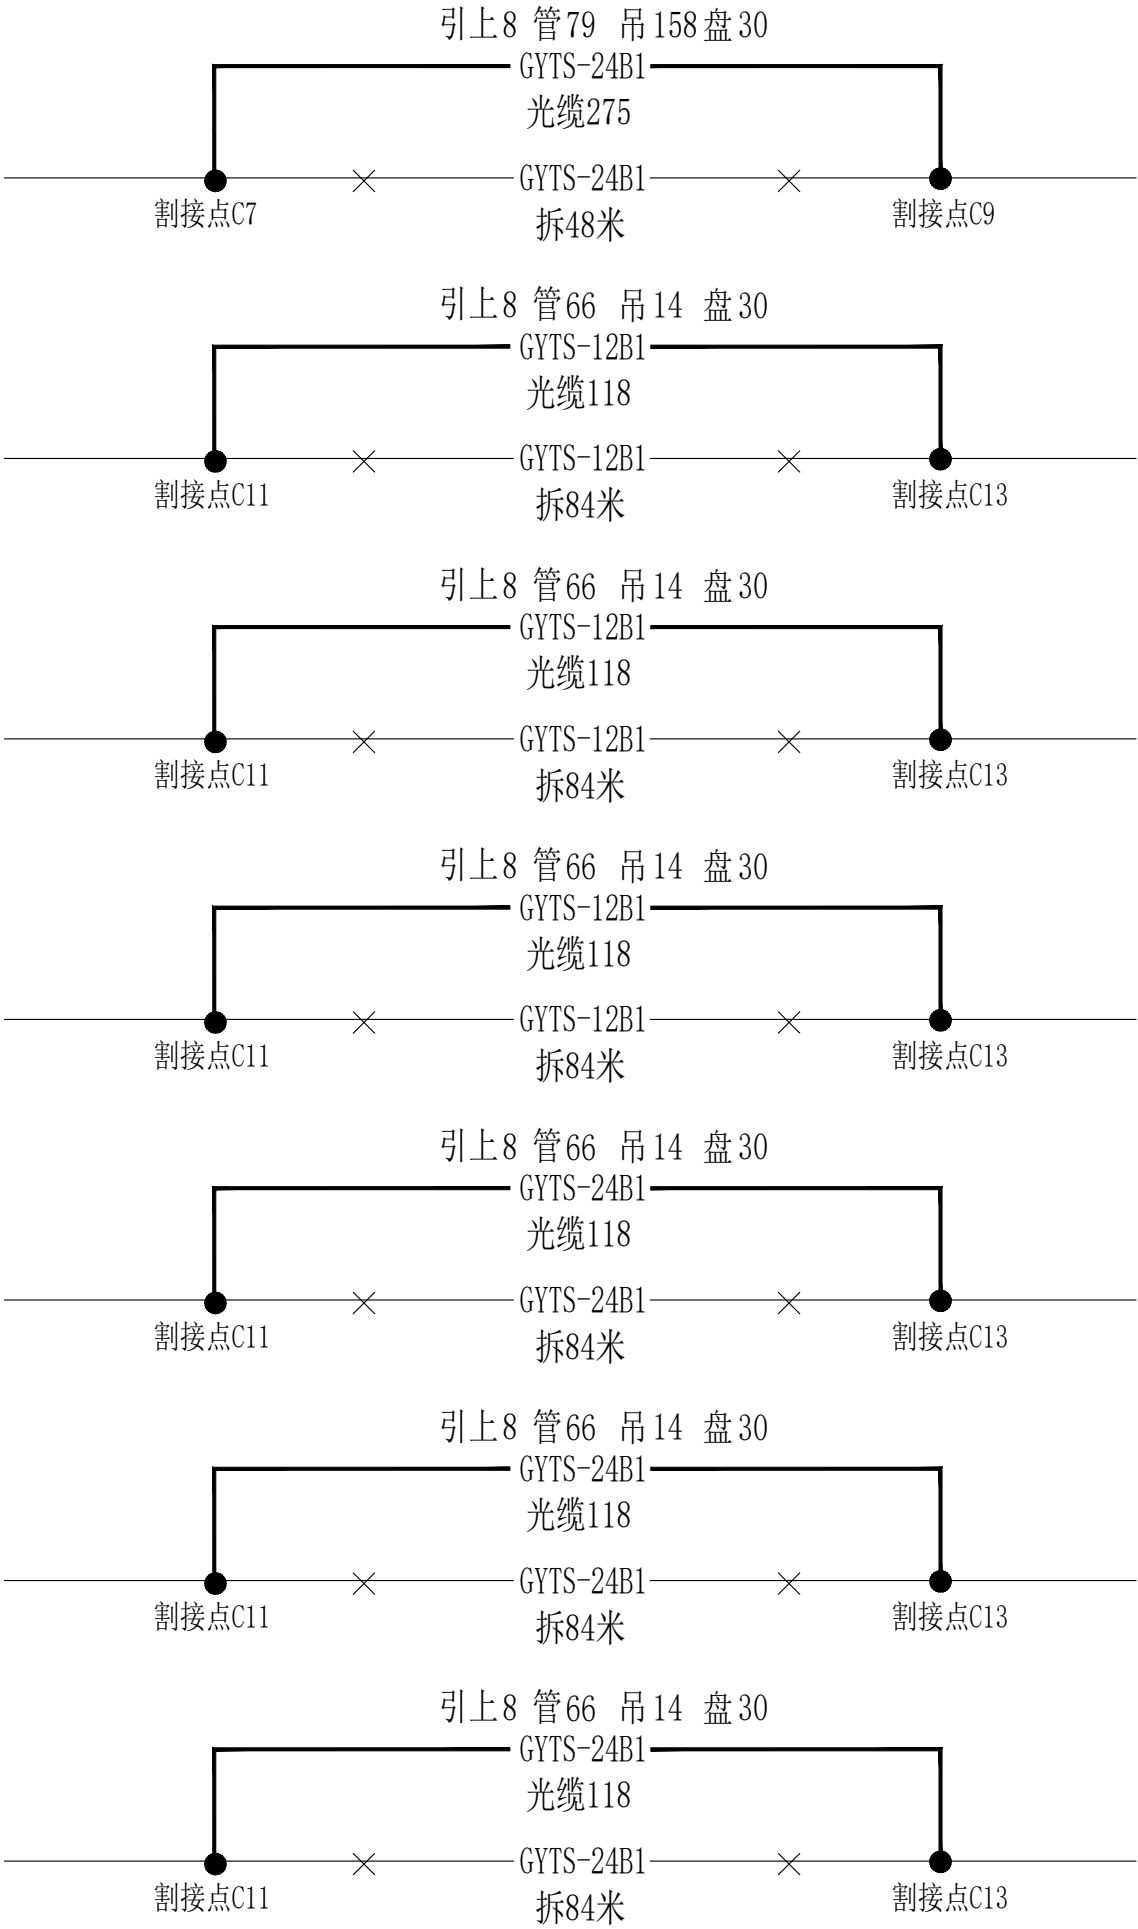 引上8 管79 吊158盘30
GYTS-24B1
光缆275
GYTS-24B1
割接点C7 割接点C9
拆48米
引上8 管66 吊14 盘30
GYTS-12B1
光缆118
GYTS-12B1
割接点C11 割接点C13
拆84米
引上8 管66 吊14 盘30
GYTS-12B1
光缆118
GYTS-12B1
割接点C11 割接点C13
拆84米
引上8 管66 吊14 盘30
GYTS-12B1
光缆118
GYTS-12B1
割接点C11 割接点C13
拆84米
引上8 管66 吊14 盘30
GYTS-24B1
光缆118
GYTS-24B1
割接点C11 割接点C13
拆84米
引上8 管66 吊14 盘30
GYTS-24B1
光缆118
GYTS-24B1
割接点C11 割接点C13
拆84米
引上8 管66 吊14 盘30
GYTS-24B1
光缆118
GYTS-24B1
割接点C11 割接点C13
拆84米